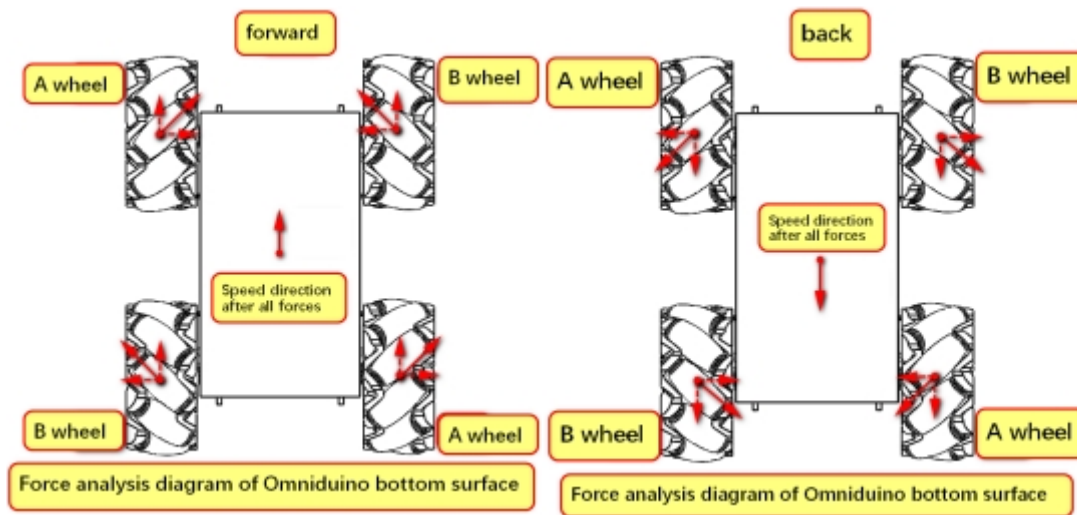 forward
A wheel
B wheel
Speed direction
after all forces
B wheel
A wheel
Force analysis diagram of Omniduino bottom surface
back
A wheel
B wheel
Speed direction
after all forces
B wheel
A wheel
Force analysis diagram of Omniduino bottom surface